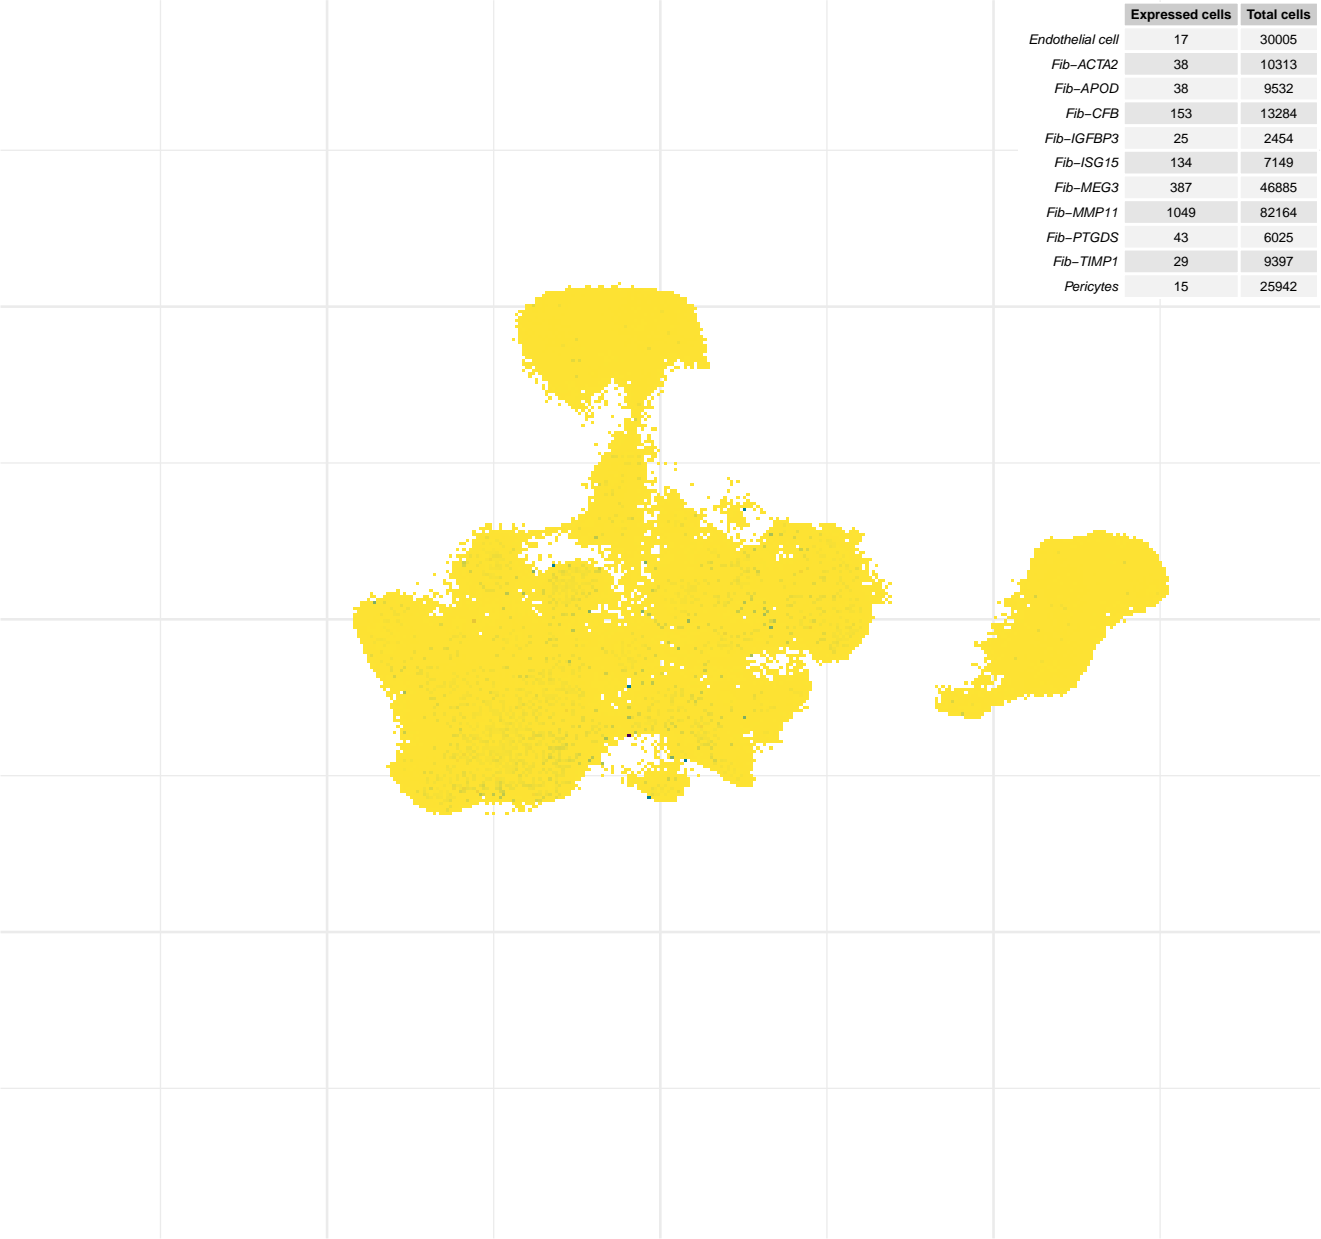 Expressed cells Total cells
Endothelial cell 17 30005
Fib−ACTA2 38 10313
Fib−APOD 38 9532
Fib−CFB 153 13284
Fib−IGFBP3 25 2454
Fib−ISG15 134 7149
Fib−MEG3 387 46885
Fib−MMP11 1049 82164
Fib−PTGDS 43 6025
Fib−TIMP1 29 9397
Pericytes 15 25942